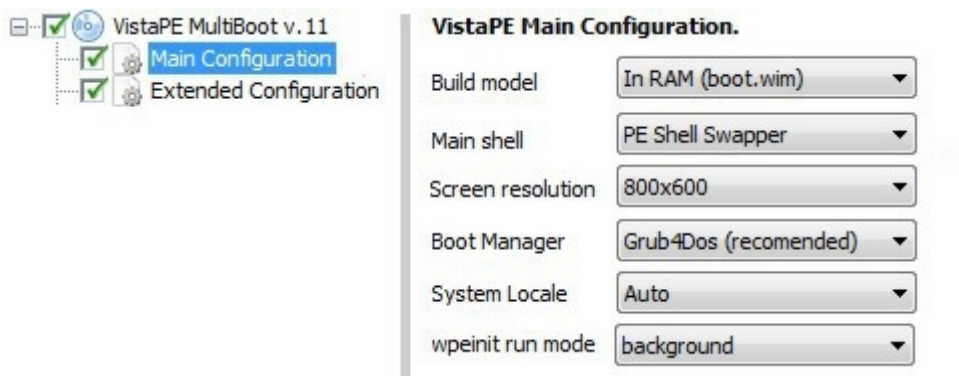 VistaPE MultiBoot v.11
Main Configuration
Extended Configuration
VistaPE Main Configuration.
Build model In RAM (boot.wim)
Main shell PE Shell Swapper
Screen resolution 800x600
Boot Manager Grub4Dos (recomended)
System Locale Auto
wpeinit run mode background